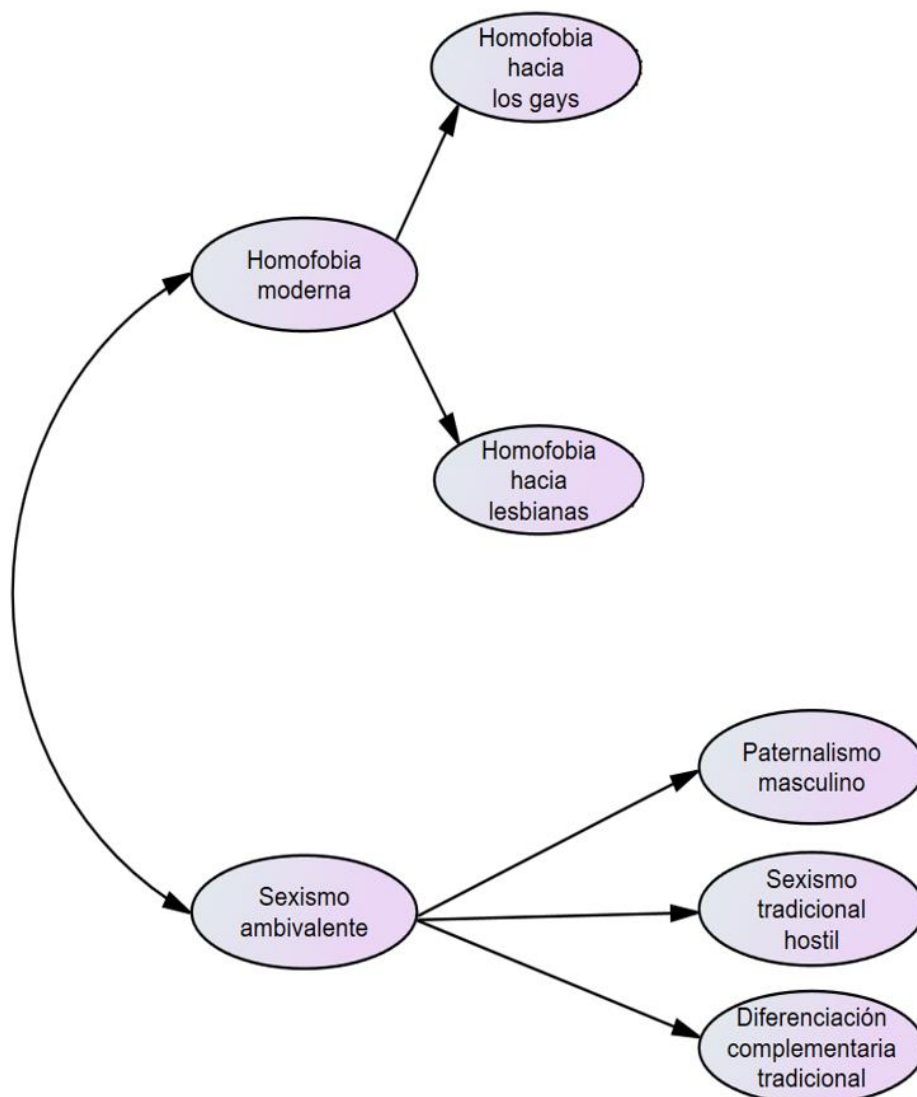 Homofobia
hacia
los gays
Homofobia
moderna
Homofobia
hacia
lesbianas
Paternalismo
masculino
Sexismo
ambivalente
Sexismo
tradicional
hostil
Diferenciación
complementaria
tradicional